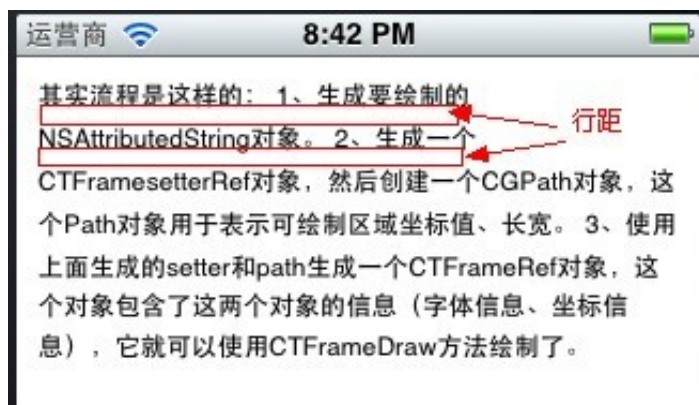 运营商 8:42 PM
其实流程是这样的： 1、生成要绘制的
行距
NSAttributedString对象。 2、生成一个
CTFramesetterRef对象，然后创建一个CGPath对象，这
个Path对象用于表示可绘制区域坐标值、长宽。 3、使用
上面生成的setter和path生成一个CTFrameRef对象，这
个对象包含了这两个对象的信息（字体信息、坐标信
息），它就可以使用CTFrameDraw方法绘制了。